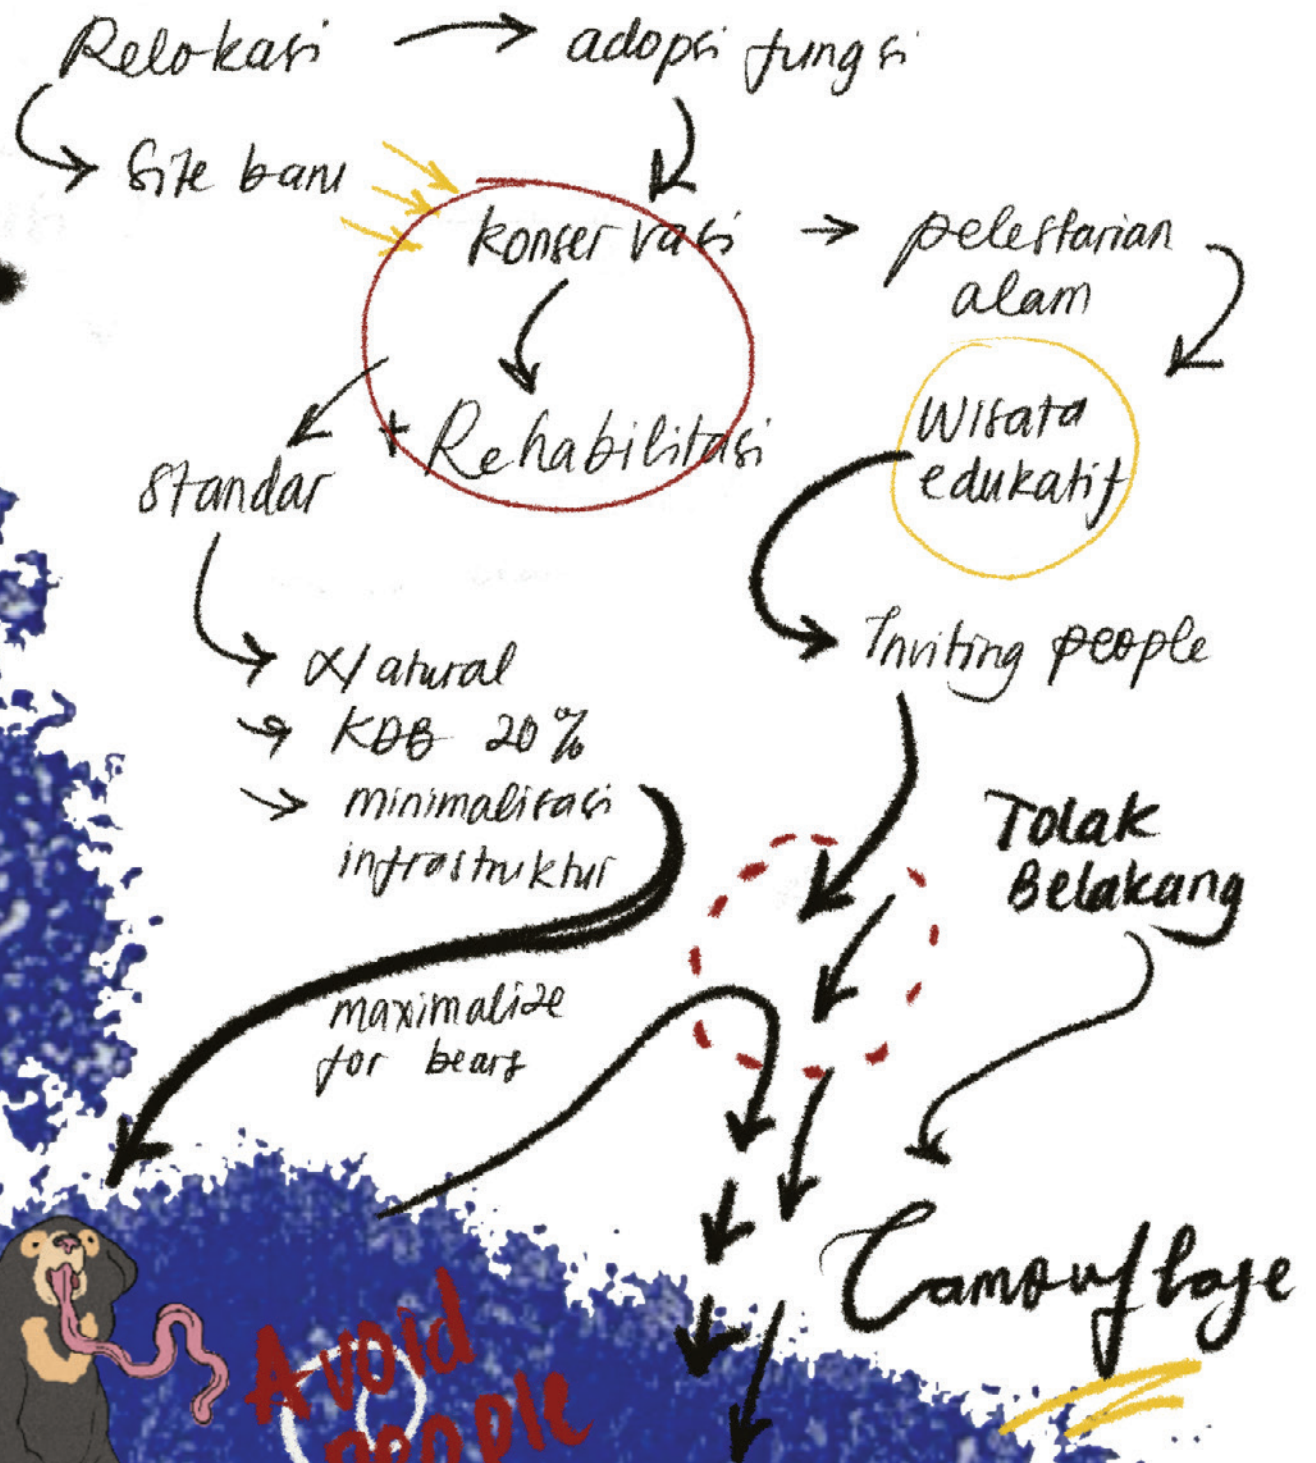 Relokasi
adopsi fungsi
Site baru
konservasi
pelestarian
alam
+ Rehabilitasi
Wisata
edukatif
standar
Inviting people
Natural
KDB 20%
minimalisasi
infrastruktur
Tolak
Belakang
maximalize
for bears
Camouflage
Avoid
people